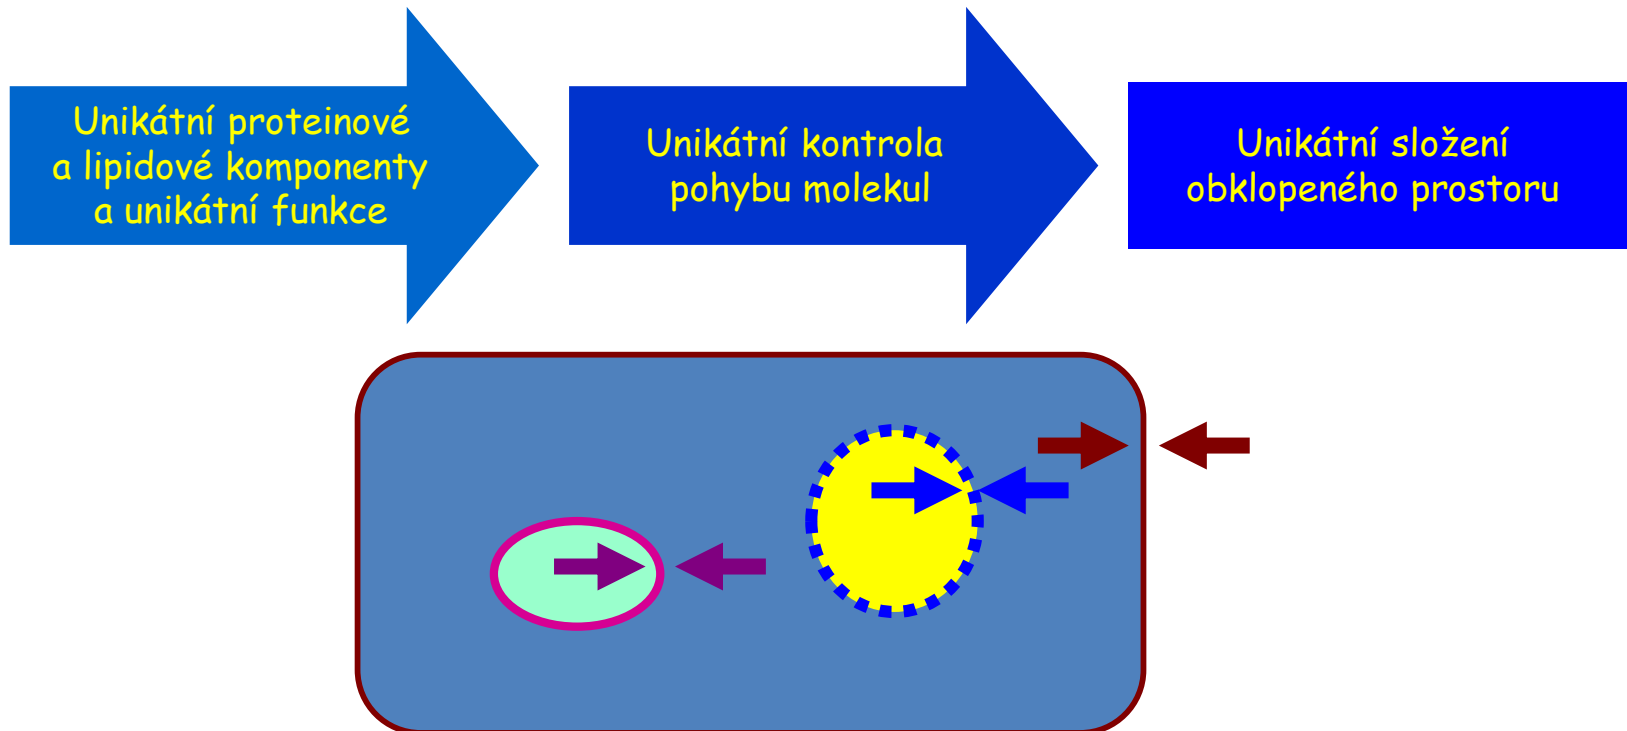 Unikátní proteinové
a lipidové komponenty
a unikátní funkce
Unikátní kontrola
pohybu molekul
Unikátní složení
obklopeného prostoru